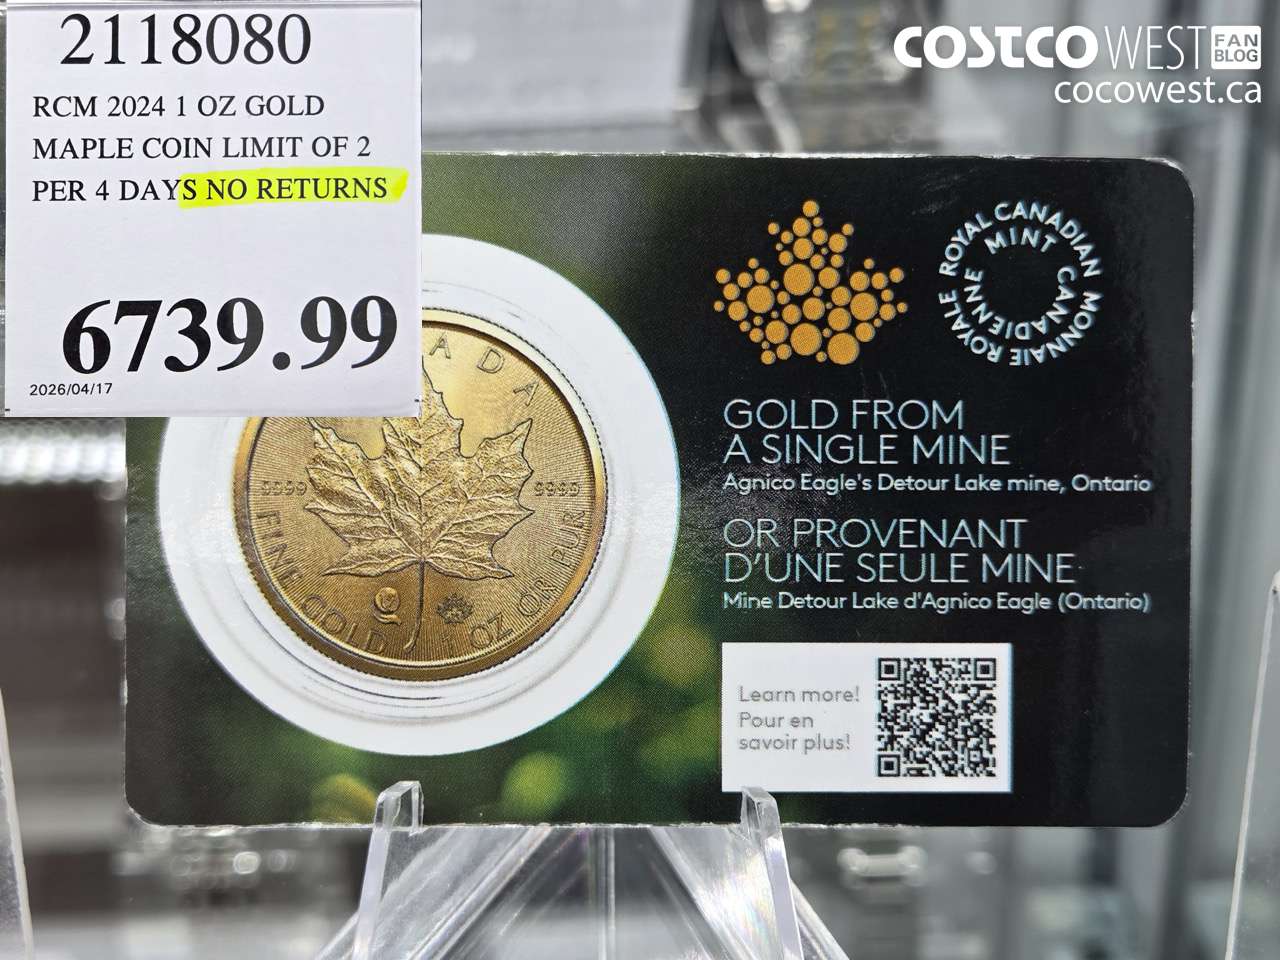 2118080
RCM 2024 1 OZ GOLD
MAPLE COIN LIMIT OF 2
PER 4 DAYS NO RETURNS
6739.99
2026/04/17
COSTCO WEST FAN BLOG
cocowest.ca
ROYAL CANADIAN MINT
MONNAIE ROYALE CANADIENNE
GOLD FROM
A SINGLE MINE
Agnico Eagle's Detour Lake mine, Ontario
OR PROVENANT
D'UNE SEULE MINE
Mine Detour Lake d'Agnico Eagle (Ontario)
Learn more!
Pour en
savoir plus!
ADA
9999 9999
FINE GOLD 1 OZ OR PUR